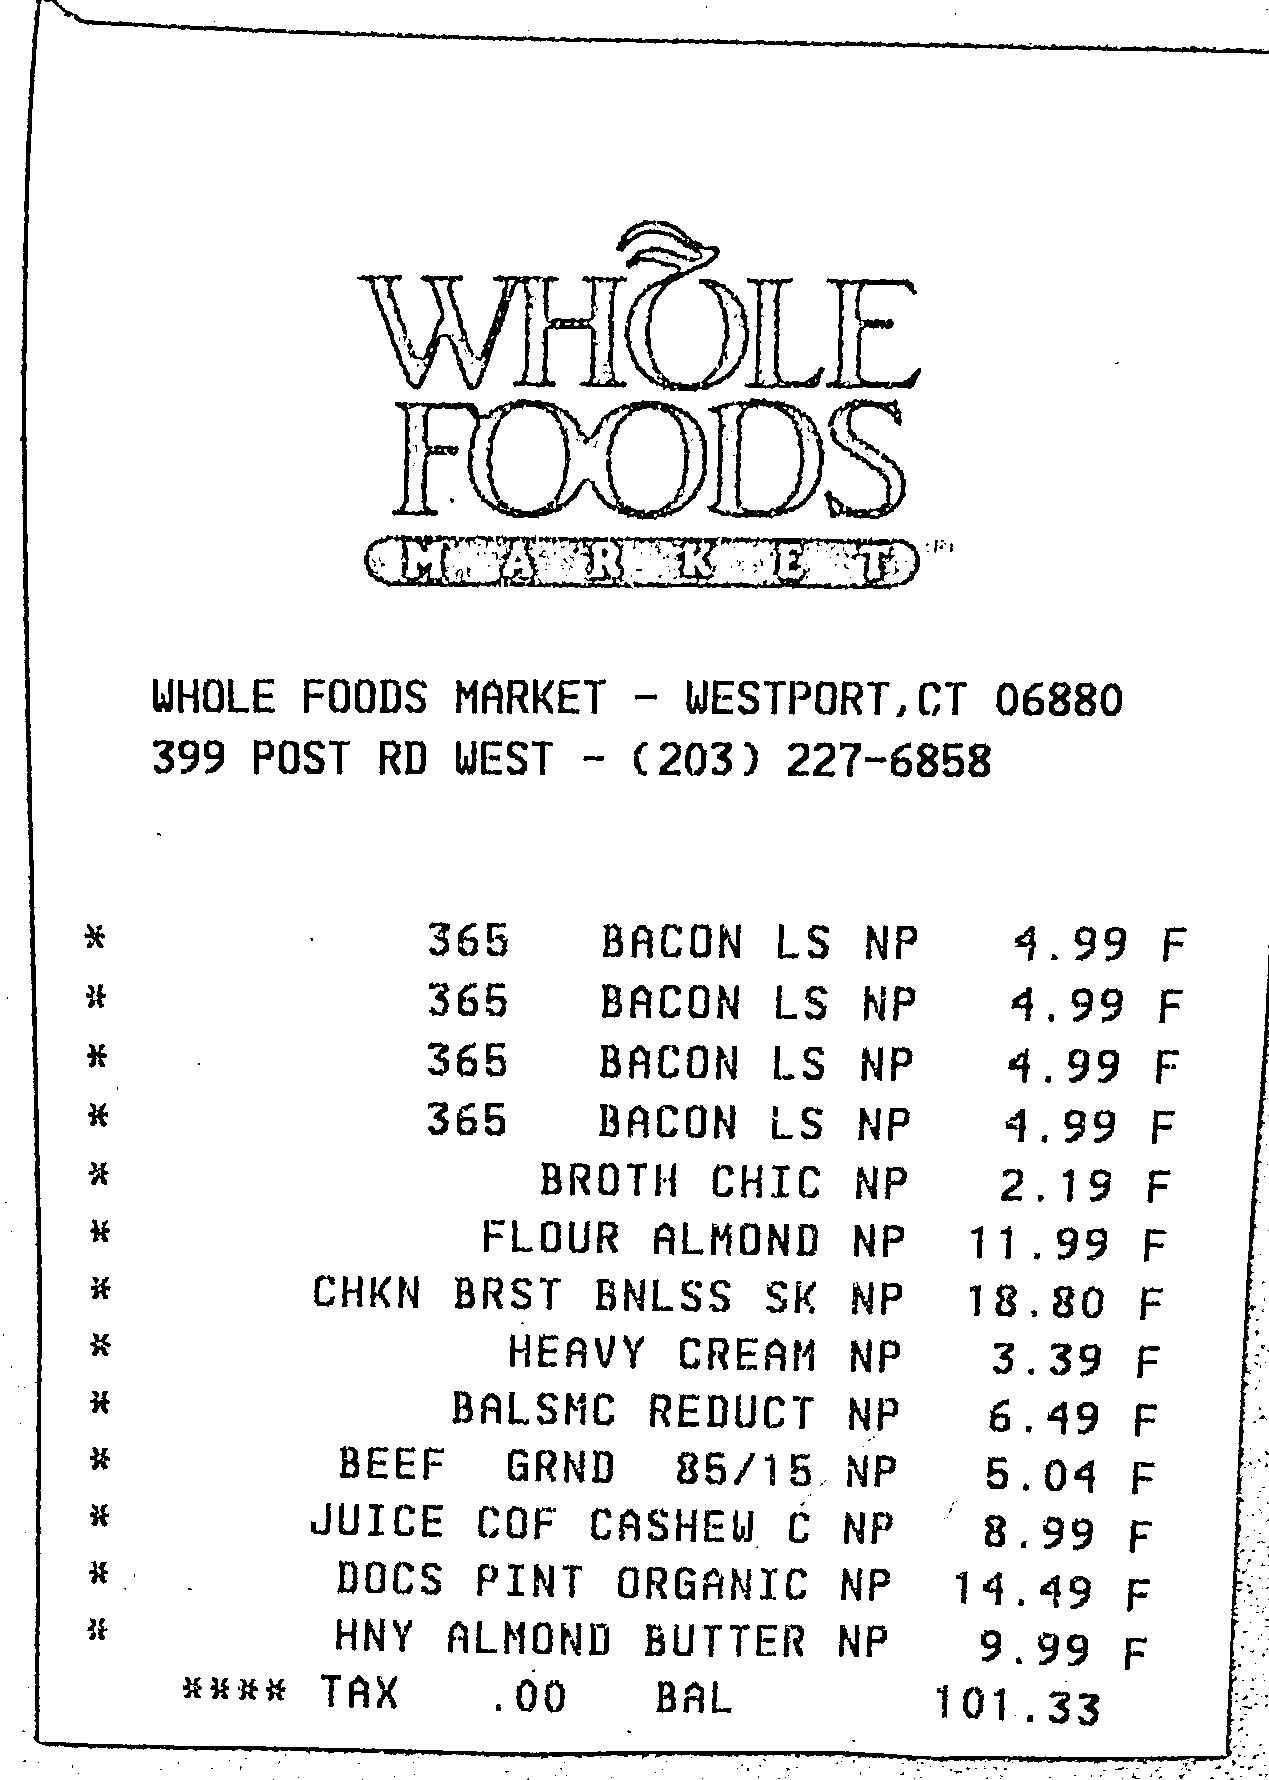 WHOLE
FOODS
MARKET
WHOLE FOODS MARKET - WESTPORT,CT 06880
399 POST RD WEST - (203) 227-6858
* 365 BACON LS NP 4.99 F
* 365 BACON LS NP 4.99 F
* 365 BACON LS NP 4.99 F
* 365 BACON LS NP 4.99 F
* BROTH CHIC NP 2.19 F
* FLOUR ALMOND NP 11.99 F
* CHKN BRST BNLSS SK NP 18.80 F
* HEAVY CREAM NP 3.39 F
* BALSMC REDUCT NP 6.49 F
* BEEF GRND 85/15 NP 5.04 F
* JUICE COF CASHEW C NP 8.99 F
* DOCS PINT ORGANIC NP 14.49 F
* HNY ALMOND BUTTER NP 9.99 F
**** TAX .00 BAL 101.33